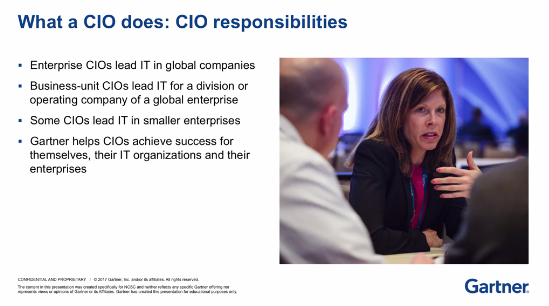 What a CIO does: CIO responsibilities
▪ Enterprise CIOs lead IT in global companies
▪ Business-unit CIOs lead IT for a division or
operating company of a global enterprise
▪ Some CIOs lead IT in smaller enterprises
▪ Gartner helps CIOs achieve success for
themselves, their IT organizations and their
enterprises
CONFIDENTIAL AND PROPRIETARY / © 2017 Gartner, Inc. and/or its affiliates. All rights reserved.
The content in this presentation was created specifically for NCSC and neither reflects any specific Gartner offering nor
represents views or opinions of Gartner or its Affiliates. Gartner has created this presentation for educational purposes only.
Gartner